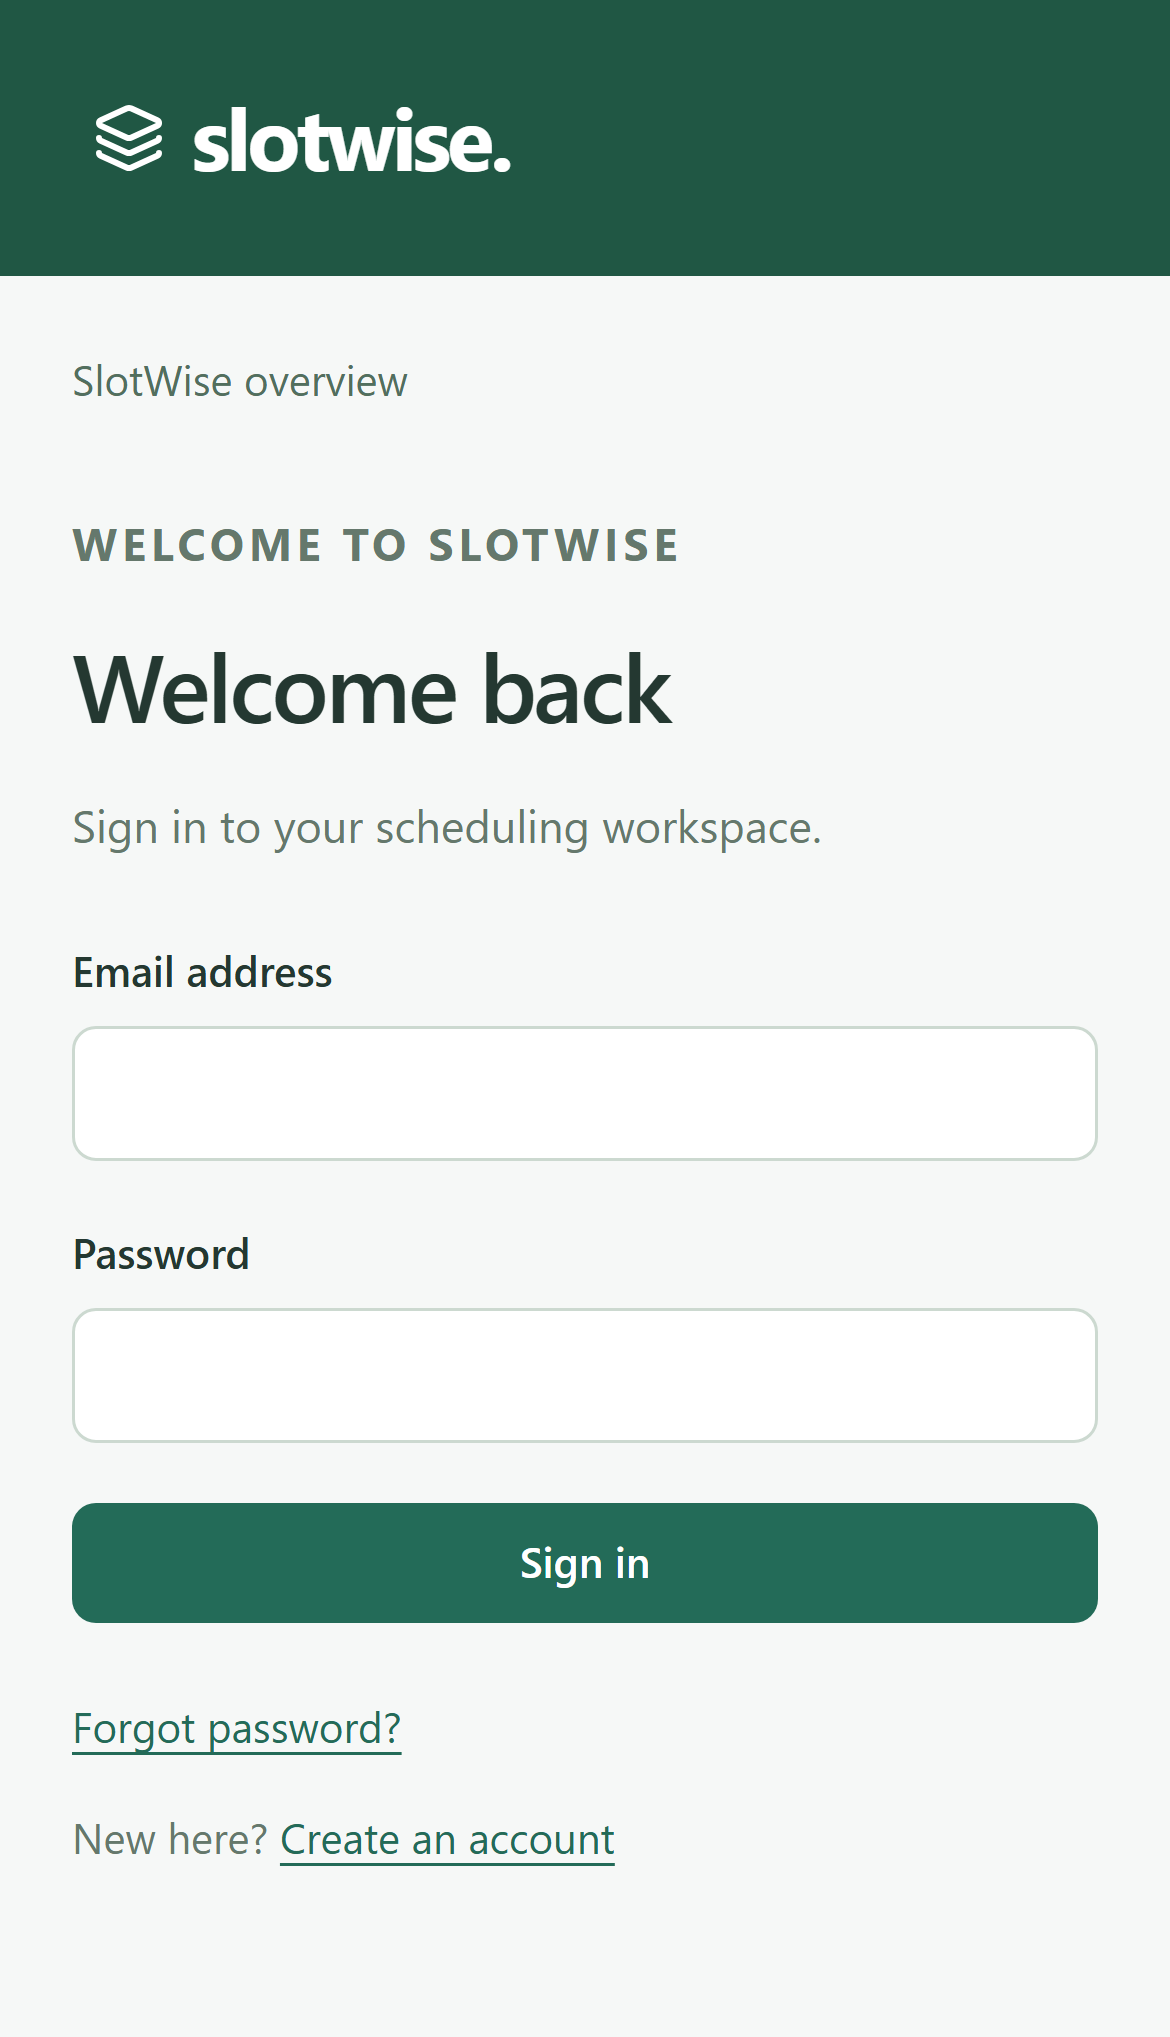 slotwise.
SlotWise overview
WELCOME TO SLOTWISE
Welcome back
Sign in to your scheduling workspace.
Email address
Password
Sign in
Forgot password?
New here? Create an account